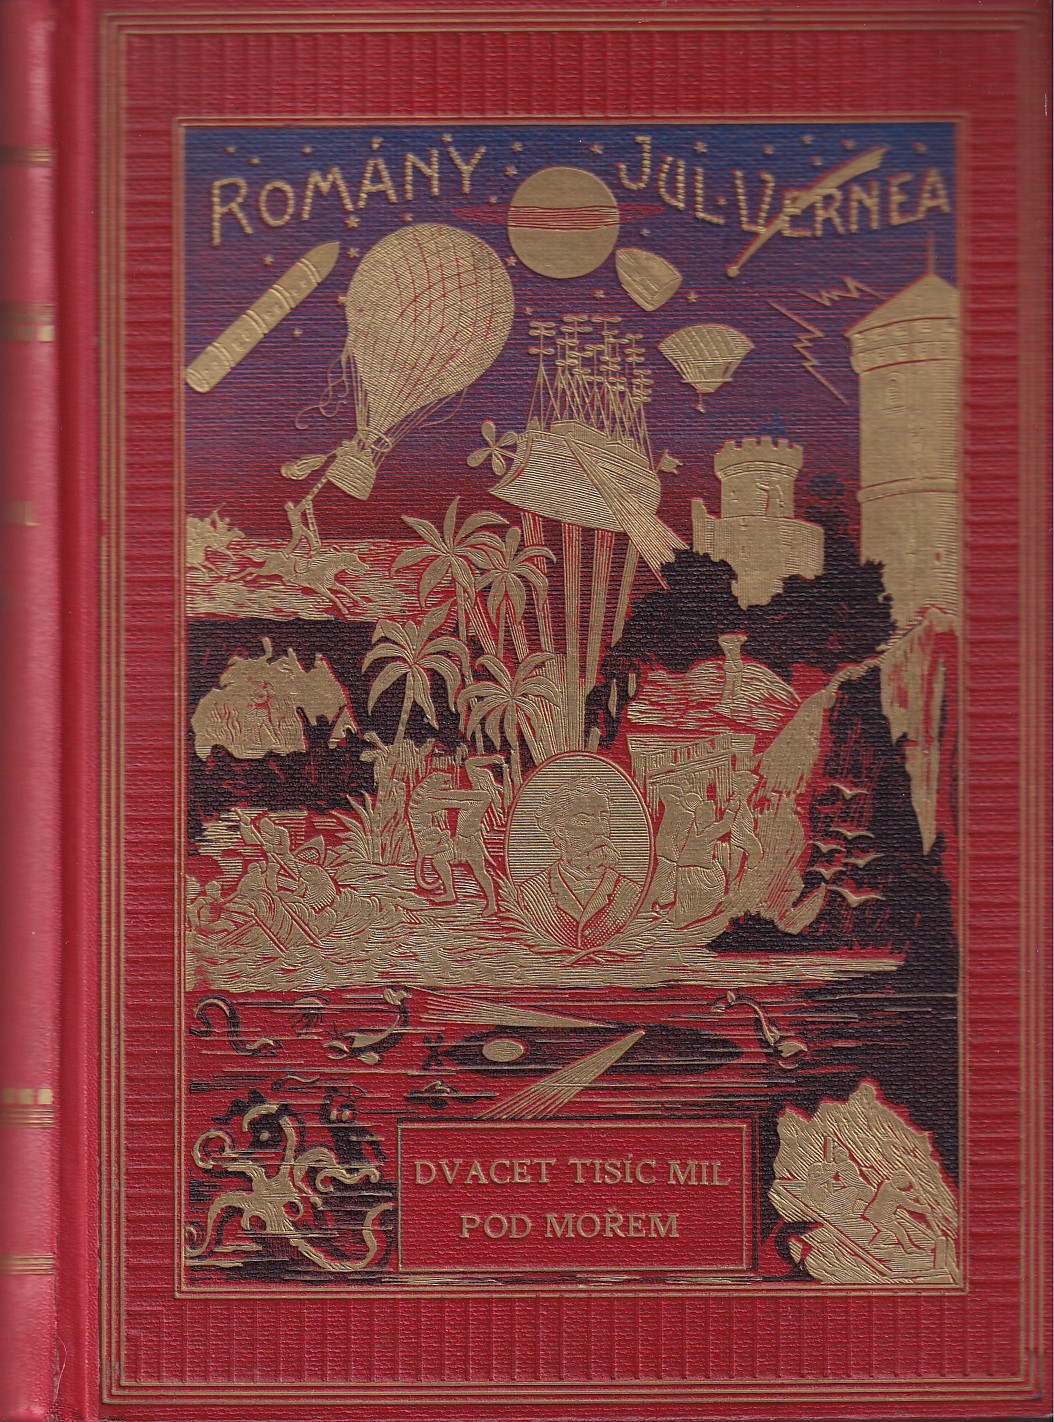 ROMÁNY JUL·VERNEA
DVACET TISÍC MIL
POD MOŘEM